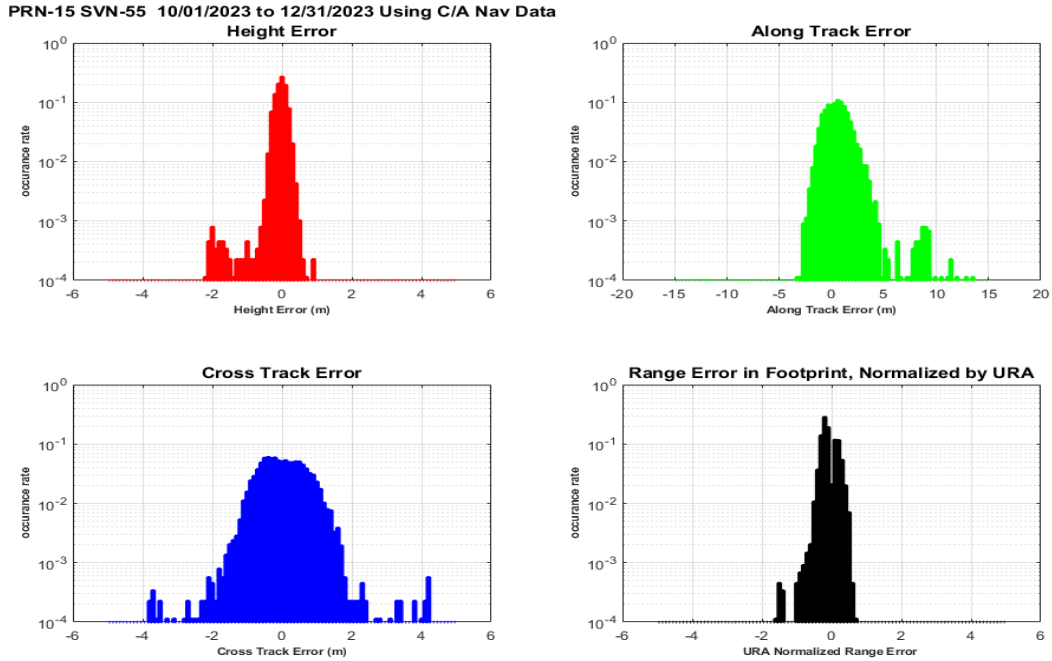 PRN-15 SVN-55 10/01/2023 to 12/31/2023 Using C/A Nav Data
Height Error
10^0
10^-1
10^-2
10^-3
10^-4
occurance rate
-6 -4 -2 0 2 4 6
Height Error (m)
Along Track Error
10^0
10^-1
10^-2
10^-3
10^-4
occurance rate
-20 -15 -10 -5 0 5 10 15 20
Along Track Error (m)
Cross Track Error
10^0
10^-1
10^-2
10^-3
10^-4
occurance rate
-6 -4 -2 0 2 4 6
Cross Track Error (m)
Range Error in Footprint, Normalized by URA
10^0
10^-1
10^-2
10^-3
10^-4
occurance rate
-6 -4 -2 0 2 4 6
URA Normalized Range Error